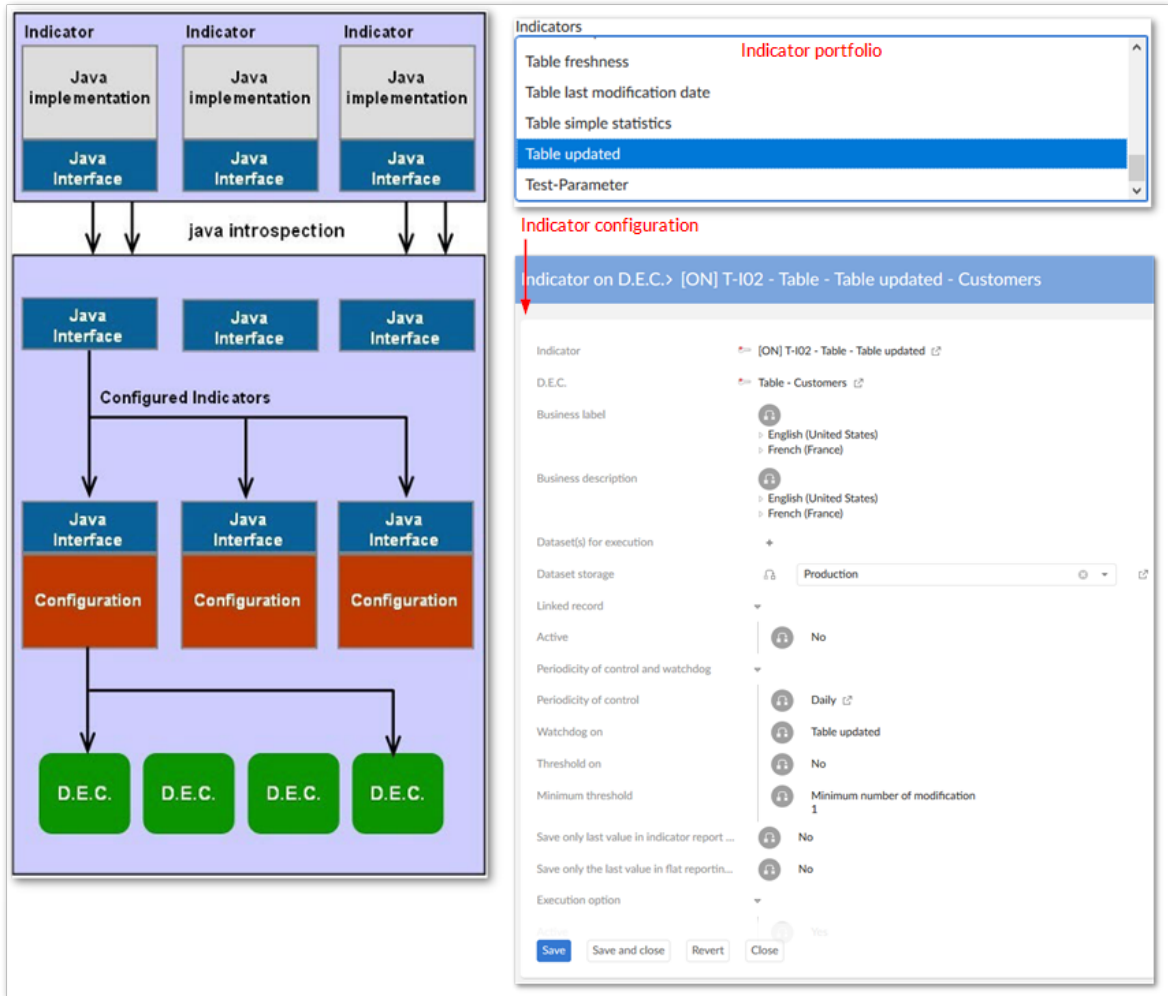 Indicator Indicator Indicator
Java implementation Java implementation Java implementation
Java Interface Java Interface Java Interface
java introspection
Java Interface Java Interface Java Interface
Configured Indicators
Java Interface Java Interface Java Interface
Configuration Configuration Configuration
D.E.C. D.E.C. D.E.C. D.E.C.
Indicators
Indicator portfolio
Table freshness
Table last modification date
Table simple statistics
Table updated
Test-Parameter
Indicator configuration
Indicator on D.E.C.> [ON] T-I02 - Table - Table updated - Customers
Indicator [ON] T-I02 - Table - Table updated
D.E.C. Table - Customers
Business label
English (United States)
French (France)
Business description
English (United States)
French (France)
Dataset(s) for execution
Dataset storage Production
Linked record
Active No
Periodicity of control and watchdog
Periodicity of control Daily
Watchdog on Table updated
Threshold on No
Minimum threshold Minimum number of modification
1
Save only last value in indicator report ... No
Save only the last value in flat reportin... No
Execution option
Active Yes
Save Save and close Revert Close